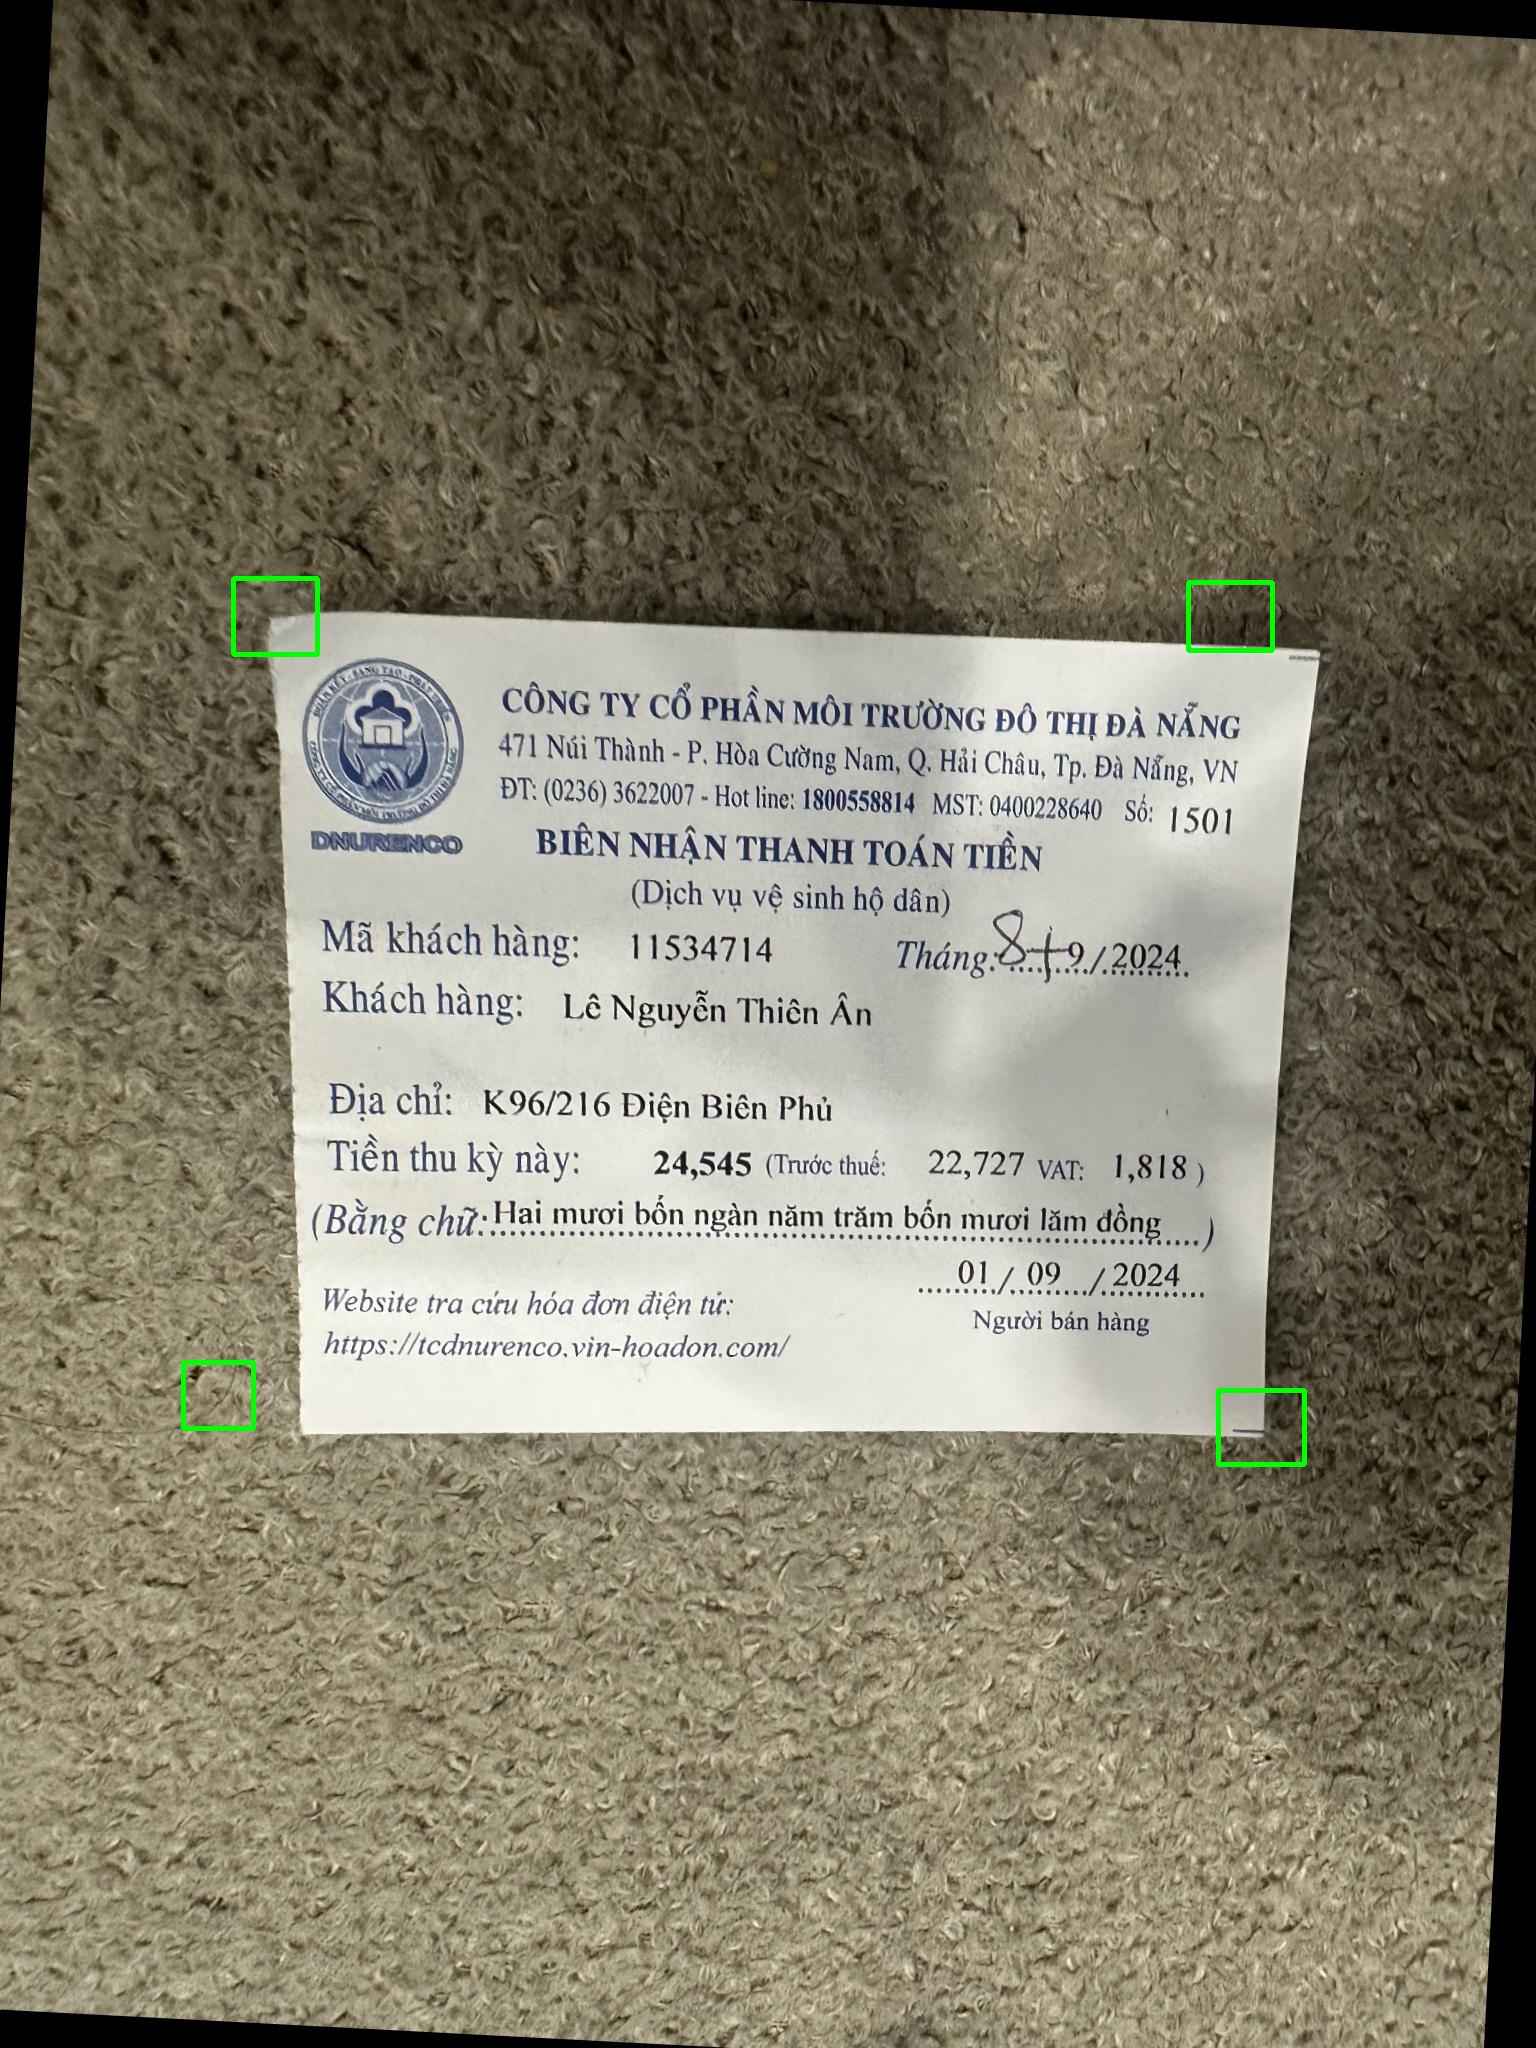 CÔNG TY CỔ PHẦN MÔI TRƯỜNG ĐÔ THỊ ĐÀ NẴNG
471 Núi Thành - P. Hòa Cường Nam, Q. Hải Châu, Tp. Đà Nẵng, VN
ĐT: (0236) 3622007 - Hot line: 1800558814 MST: 0400228640 Số: 1501
DNURENCO
BIÊN NHẬN THANH TOÁN TIỀN
(Dịch vụ vệ sinh hộ dân)
Mã khách hàng: 11534714 Tháng: 8+9/2024
Khách hàng: Lê Nguyễn Thiên Ân
Địa chỉ: K96/216 Điện Biên Phủ
Tiền thu kỳ này: 24,545 (Trước thuế: 22,727 VAT: 1,818 )
(Bằng chữ: Hai mươi bốn ngàn năm trăm bốn mươi lăm đồng.....)
01/ 09 / 2024
Người bán hàng
Website tra cứu hóa đơn điện tử:
https://tcdnurenco.vin-hoadon.com/